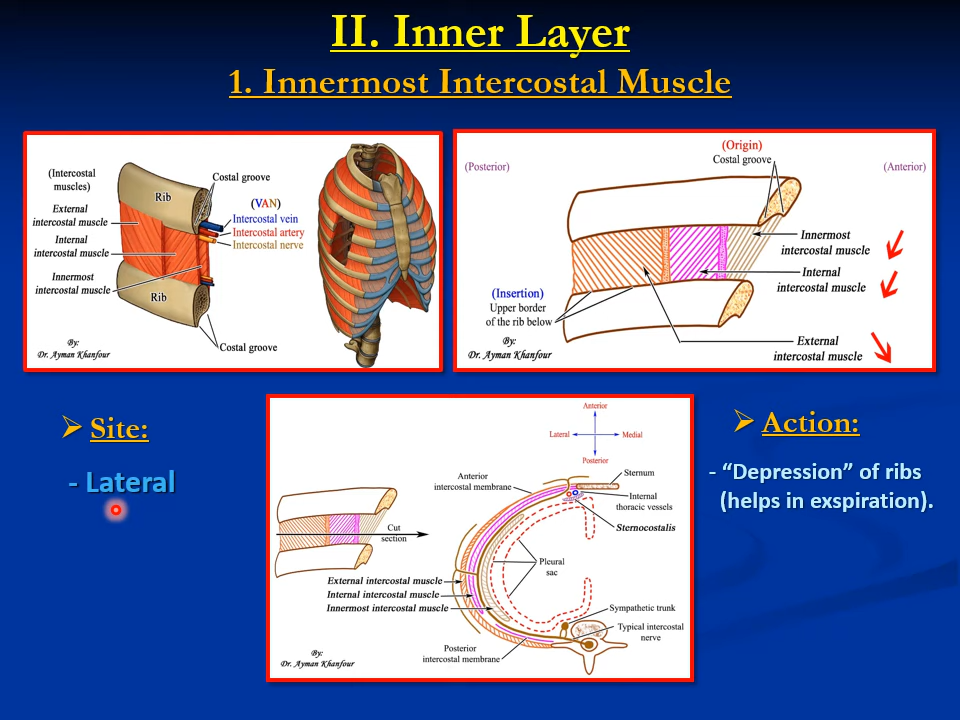 II. Inner Layer
1. Innermost Intercostal Muscle
(Intercostal
muscles)
External
intercostal muscle
Internal
intercostal muscle
Innermost
intercostal muscle
Rib
Rib
Costal groove
(VAN)
Intercostal vein
Intercostal artery
Intercostal nerve
Costal groove
By:
Dr. Ayman Khanfour
(Posterior)
(Origin)
Costal groove
(Anterior)
Innermost
intercostal muscle
Internal
intercostal muscle
(Insertion)
Upper border
of the rib below
External
intercostal muscle
By:
Dr. Ayman Khanfour
➢ Site:
- Lateral
Anterior
Lateral
Medial
Posterior
Anterior
intercostal membrane
Sternum
Internal
thoracic vessels
Sternocostalis
Cut
section
Pleural
sac
External intercostal muscle
Internal intercostal muscle
Innermost intercostal muscle
Sympathetic trunk
Typical intercostal
nerve
Posterior
intercostal membrane
By:
Dr. Ayman Khanfour
➢ Action:
- “Depression” of ribs
(helps in exspiration).